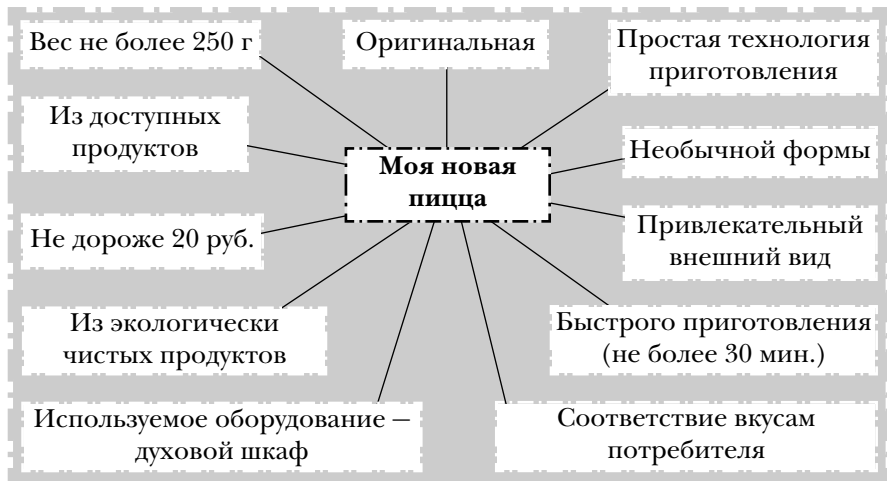 Вес не более 250 г
Оригинальная
Простая технология
приготовления
Из доступных
продуктов
Моя новая
пицца
Необычной формы
Не дороже 20 руб.
Привлекательный
внешний вид
Из экологически
чистых продуктов
Быстрого приготовления
(не более 30 мин.)
Используемое оборудование –
духовой шкаф
Соответствие вкусам
потребителя